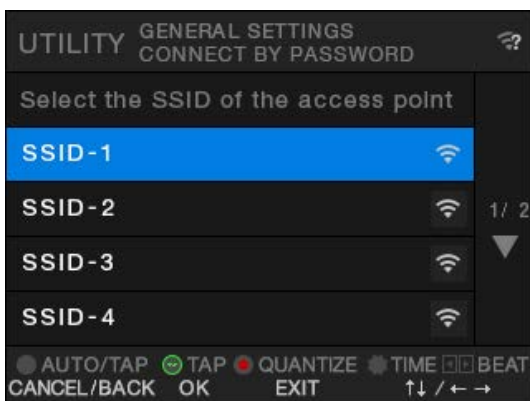 UTILITY GENERAL SETTINGS
CONNECT BY PASSWORD
Select the SSID of the access point
SSID-1
SSID-2
SSID-3
SSID-4
1/ 2
AUTO/TAP TAP QUANTIZE TIME BEAT
CANCEL/BACK OK EXIT ↑↓/←→